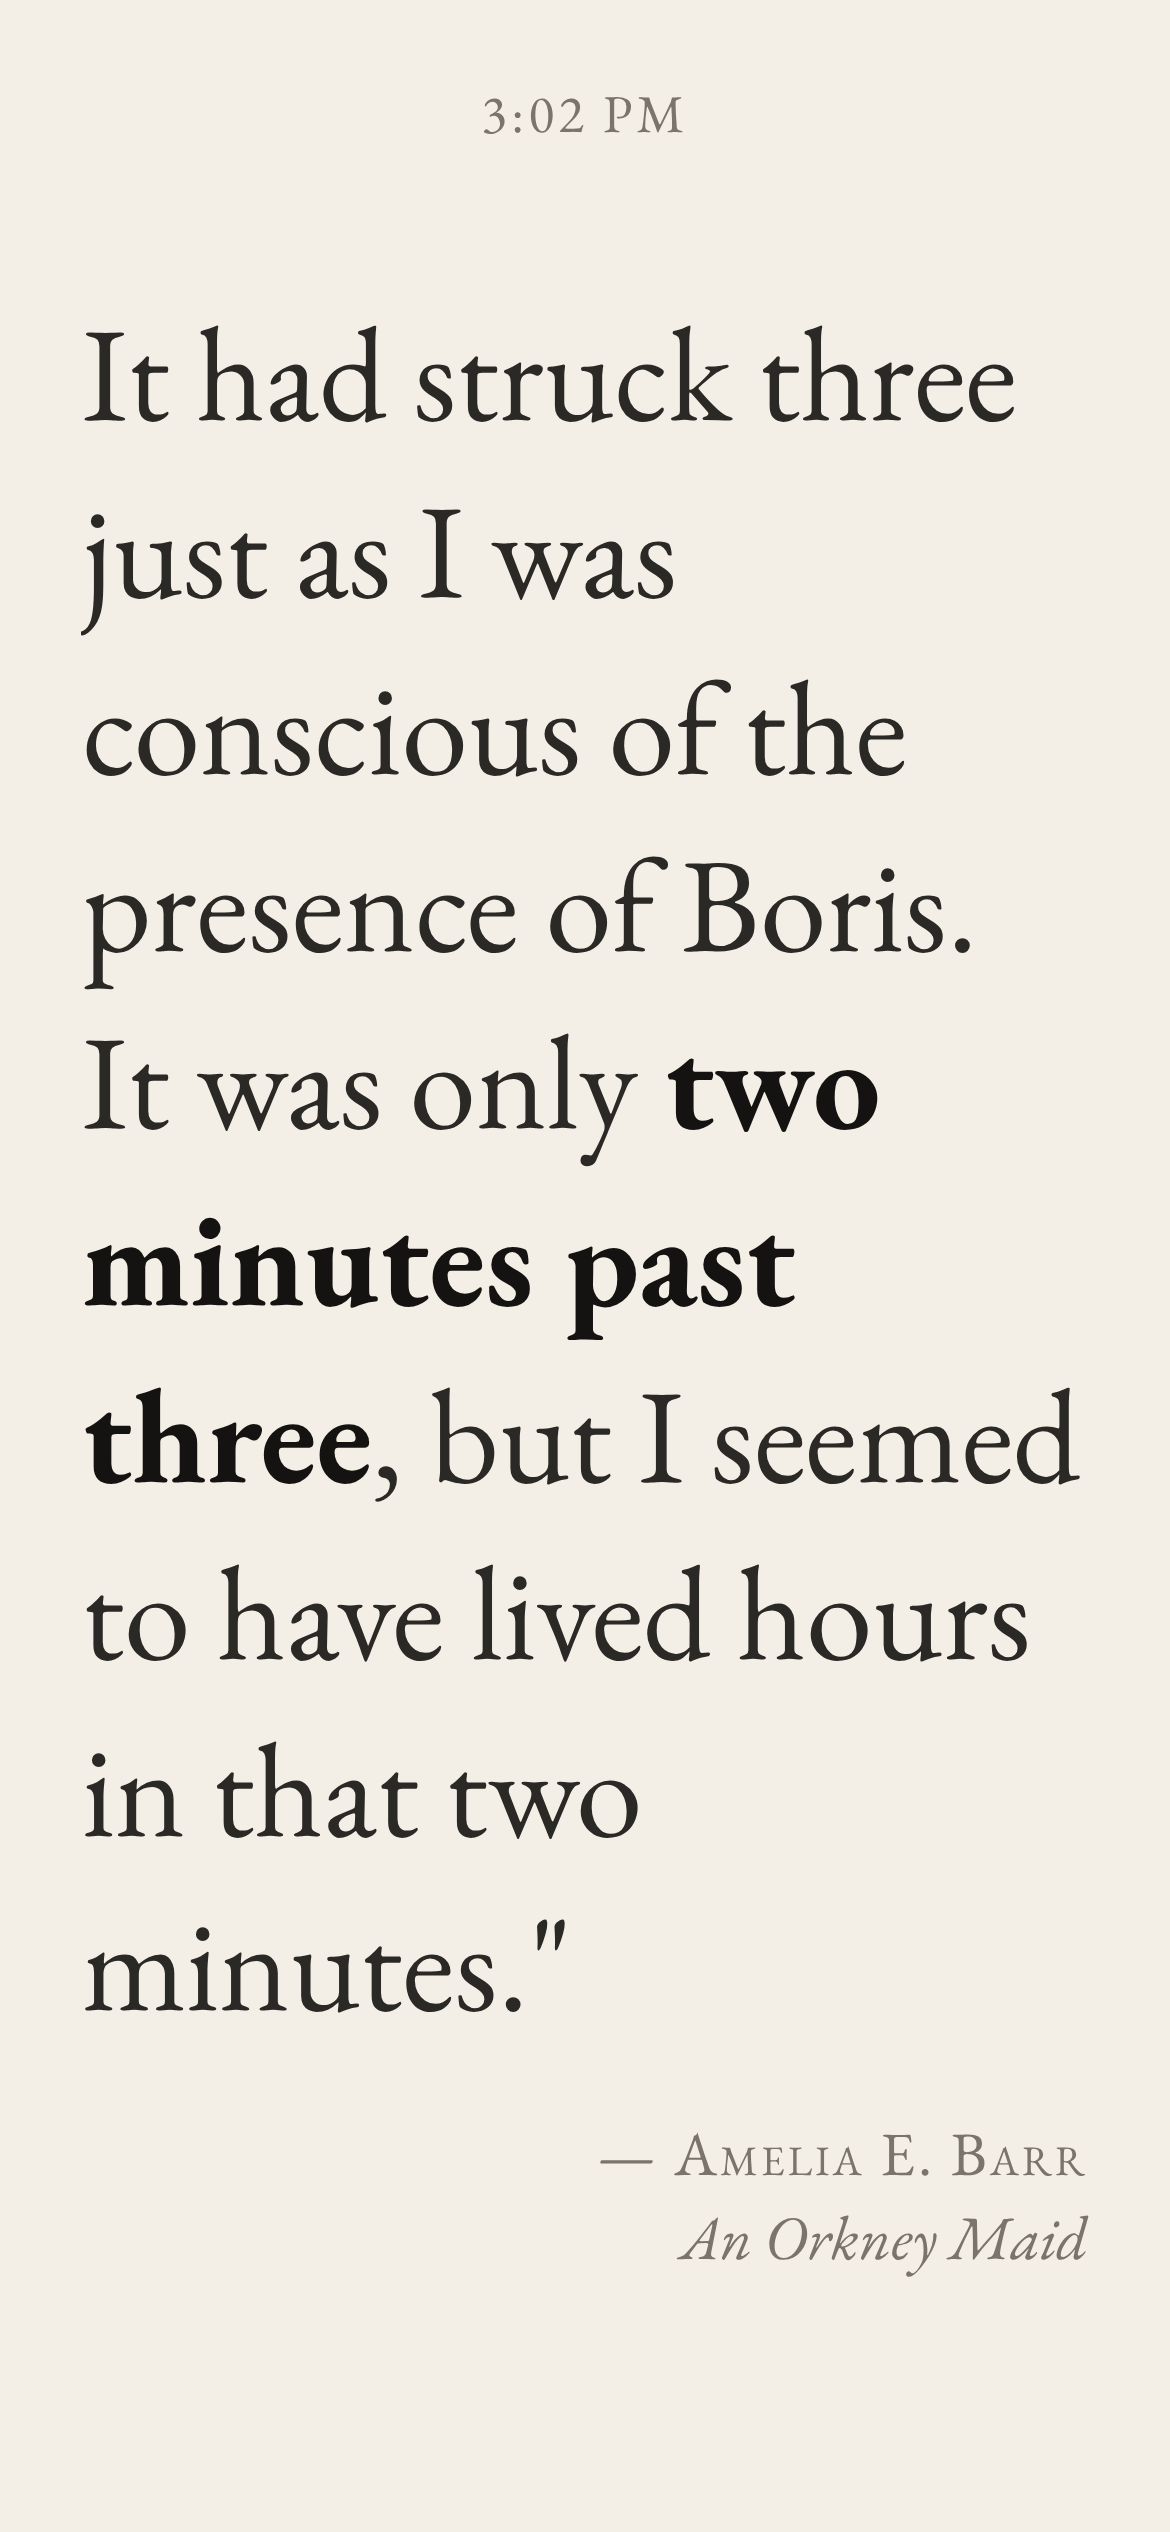 3:02 PM
It had struck three
just as I was
conscious of the
presence of Boris.
It was only two
minutes past
three, but I seemed
to have lived hours
in that two
minutes."
— Amelia E. Barr
An Orkney Maid